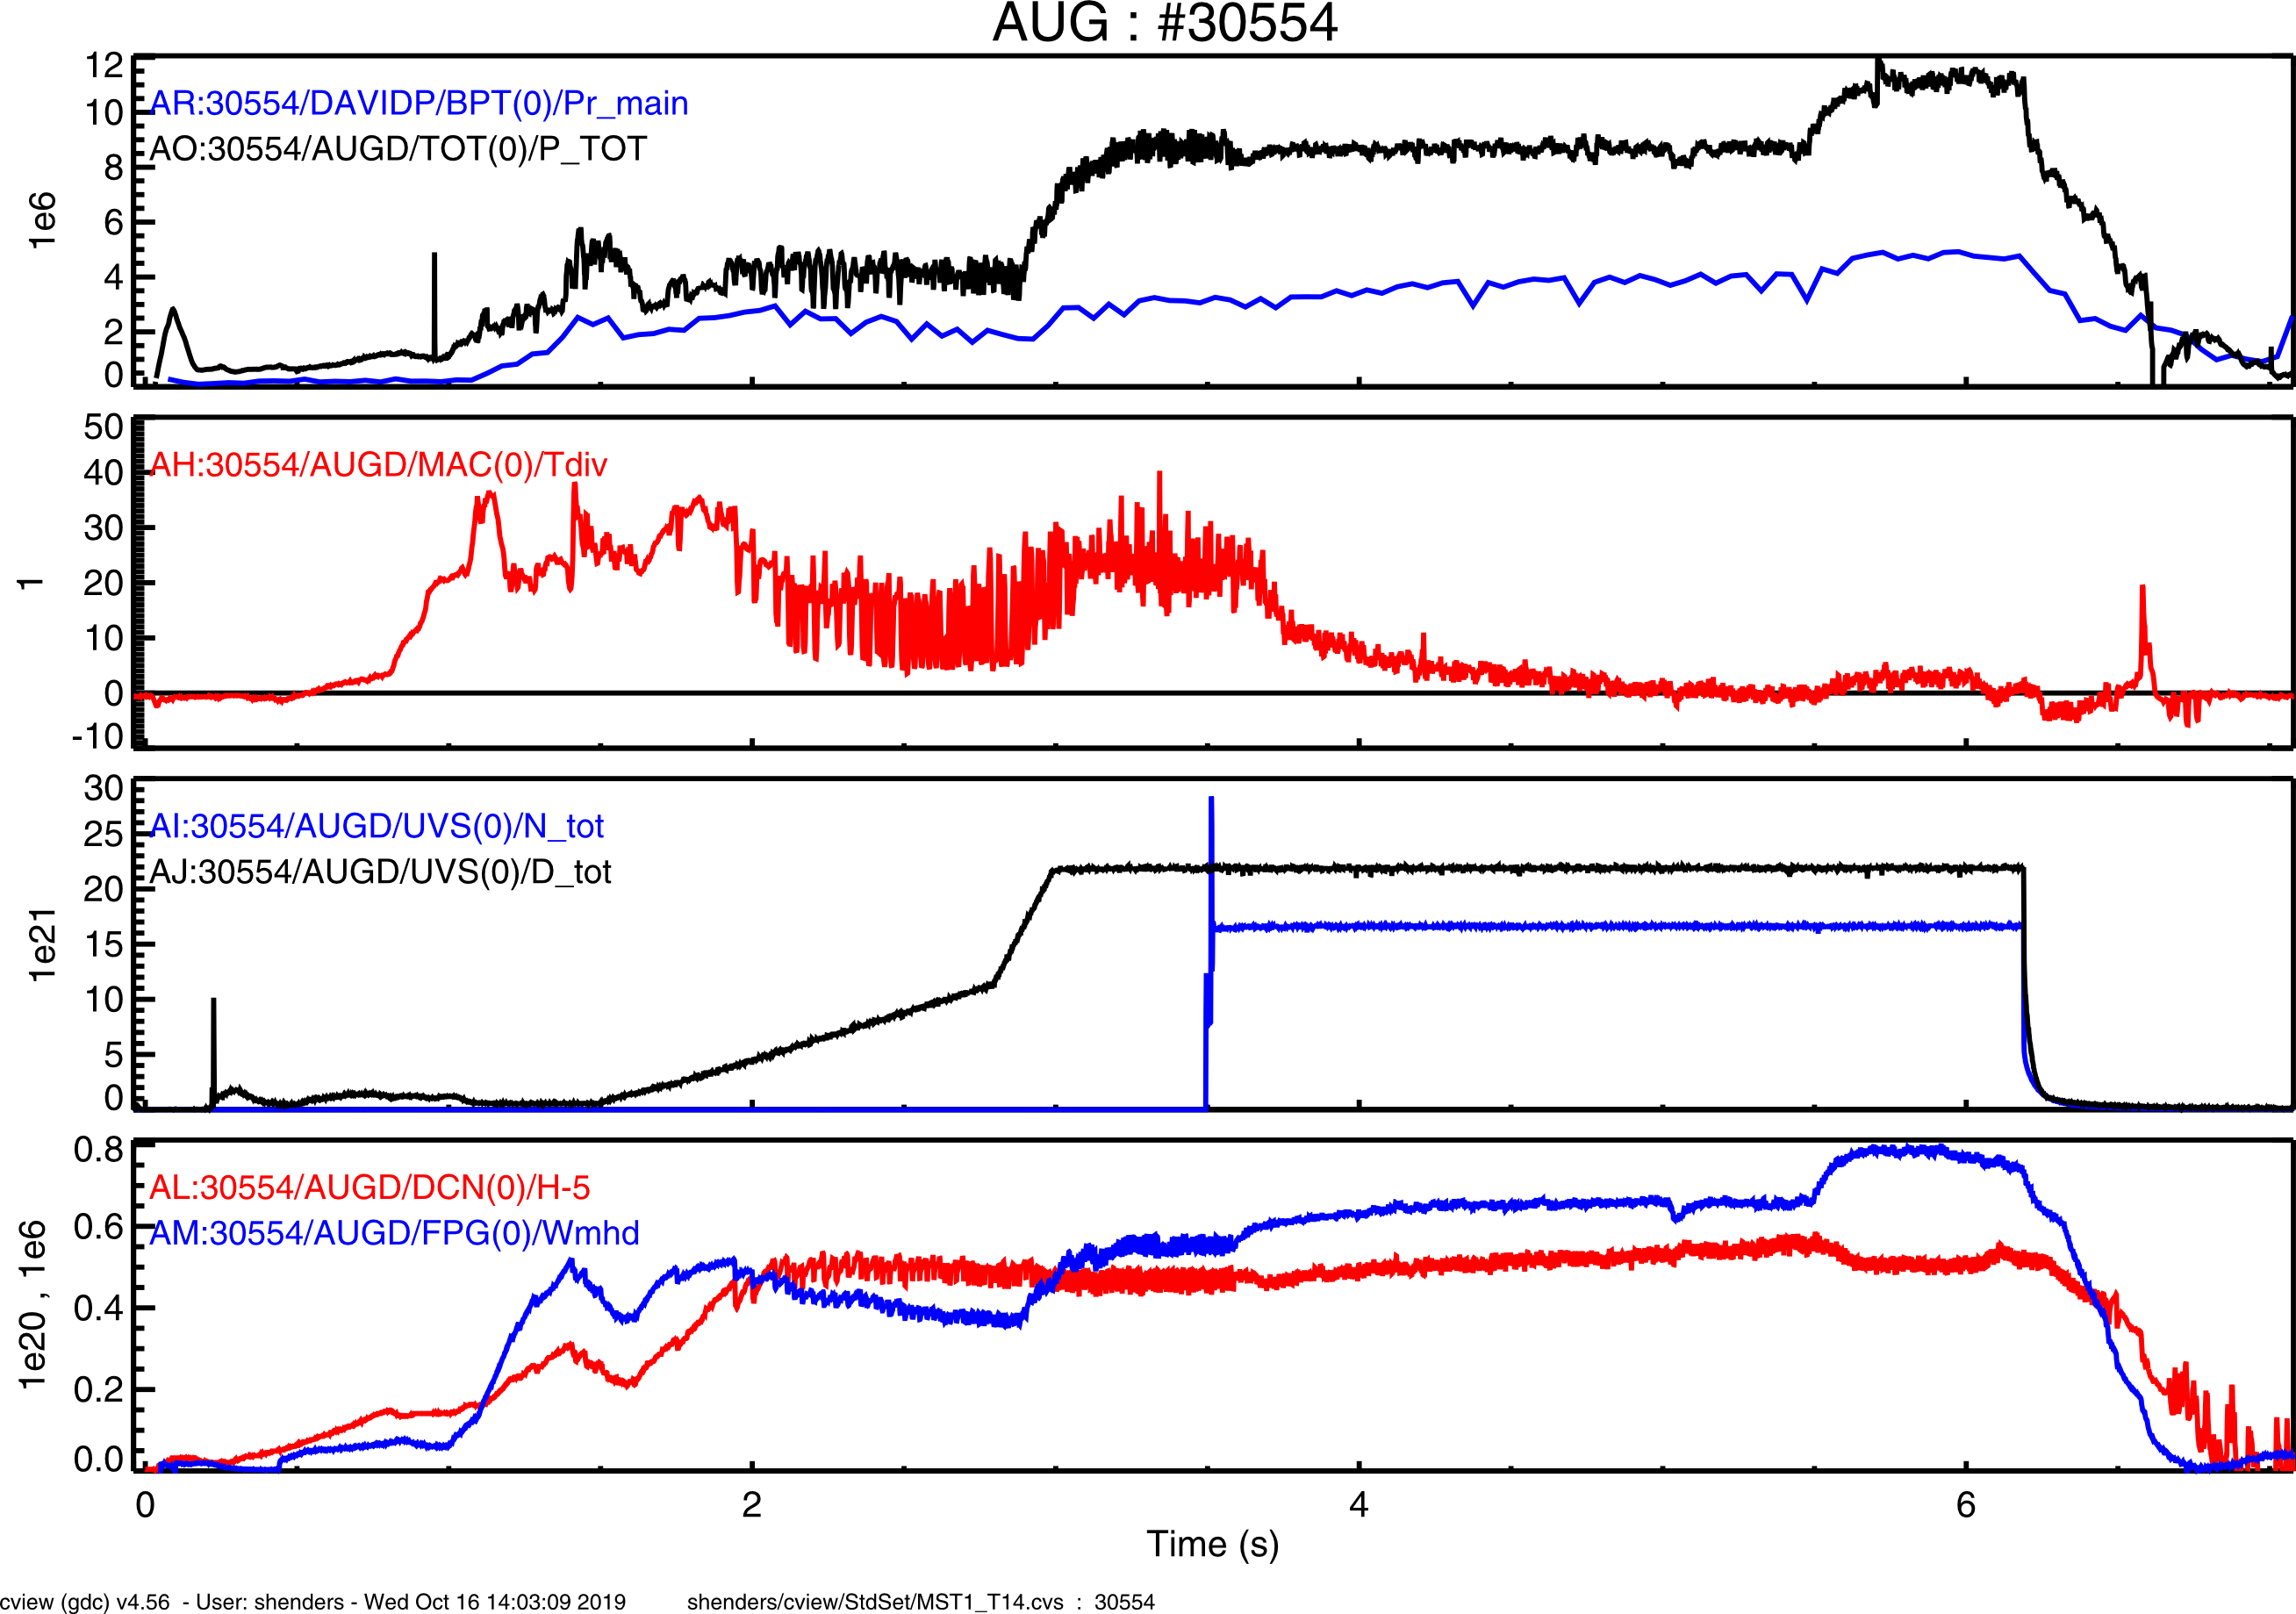 AUG : #30554
12
10
8
6
4
2
0
1e6
AR:30554/DAVIDP/BPT(0)/Pr_main
AO:30554/AUGD/TOT(0)/P_TOT
50
40
30
20
10
0
-10
1
AH:30554/AUGD/MAC(0)/Tdiv
30
25
20
15
10
5
0
1e21
AI:30554/AUGD/UVS(0)/N_tot
AJ:30554/AUGD/UVS(0)/D_tot
0.8
0.6
0.4
0.2
0.0
1e20 , 1e6
AL:30554/AUGD/DCN(0)/H-5
AM:30554/AUGD/FPG(0)/Wmhd
0 2 4 6
Time (s)
cview (gdc) v4.56 - User: shenders - Wed Oct 16 14:03:09 2019 shenders/cview/StdSet/MST1_T14.cvs : 30554